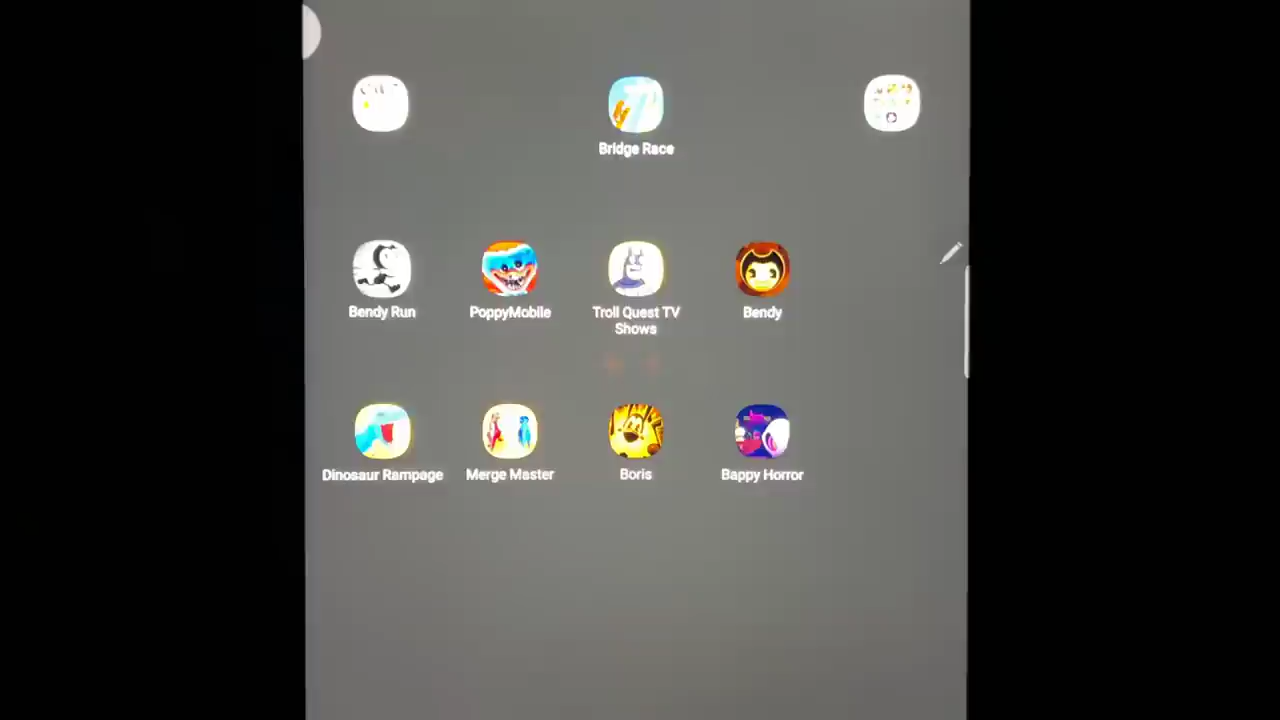 Bridge Race
Bendy Run
PoppyMobile
Troll Quest TV
Shows
Bendy
Dinosaur Rampage
Merge Master
Boris
Bappy Horror